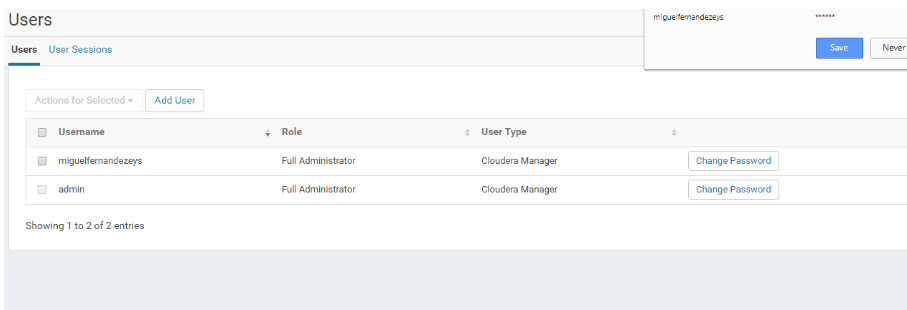 Users
miguelfernandezeys ******
Save Never
Users User Sessions
Actions for Selected Add User
Username Role User Type
miguelfernandezeys Full Administrator Cloudera Manager Change Password
admin Full Administrator Cloudera Manager Change Password
Showing 1 to 2 of 2 entries